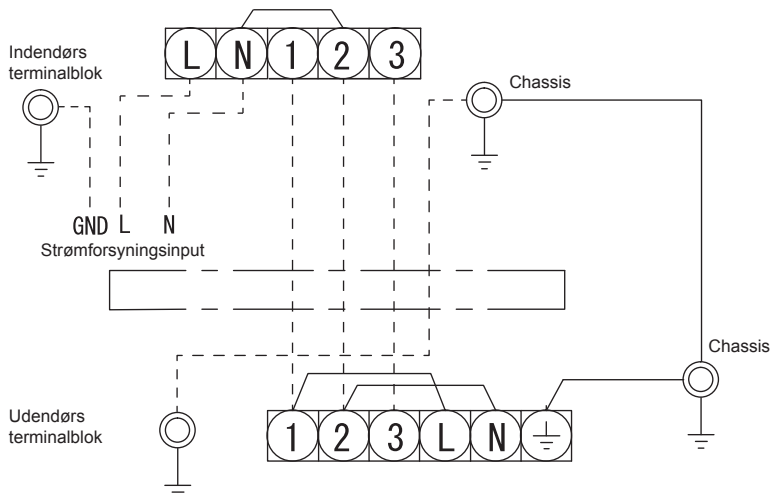 L N 1 2 3
Indendørs
terminalblok
Chassis
GND L N
Strømforsyningsinput
Chassis
Udendørs
terminalblok
1 2 3 L N